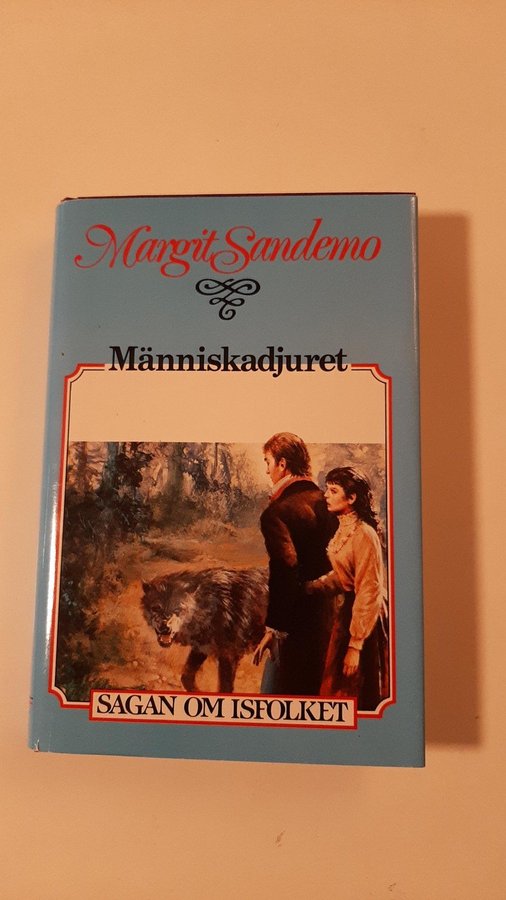 Margit Sandemo
Människadjuret
SAGAN OM ISFOLKET